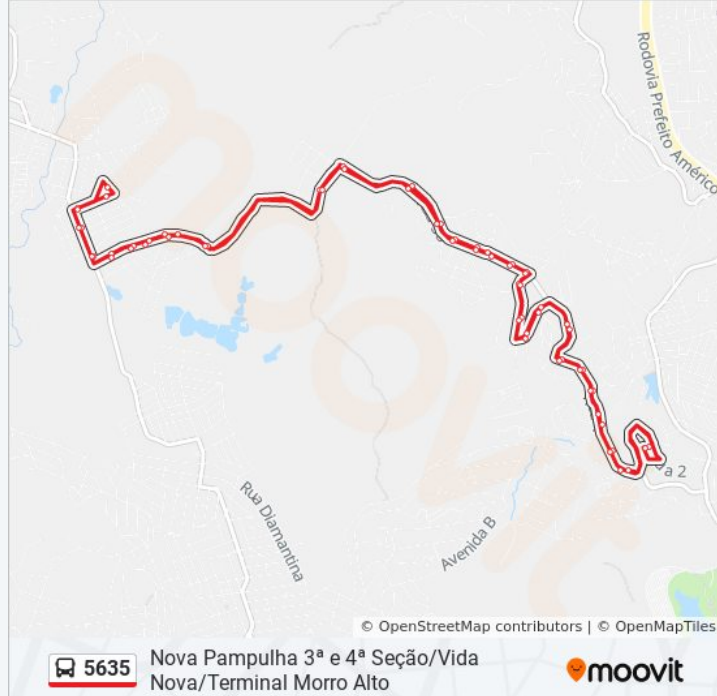 Rodovia Prefeito Américo
Rua Diamantina
Avenida B
a 2
© OpenStreetMap contributors | © OpenMapTiles
5635
Nova Pampulha 3ª e 4ª Seção/Vida
Nova/Terminal Morro Alto
moovit